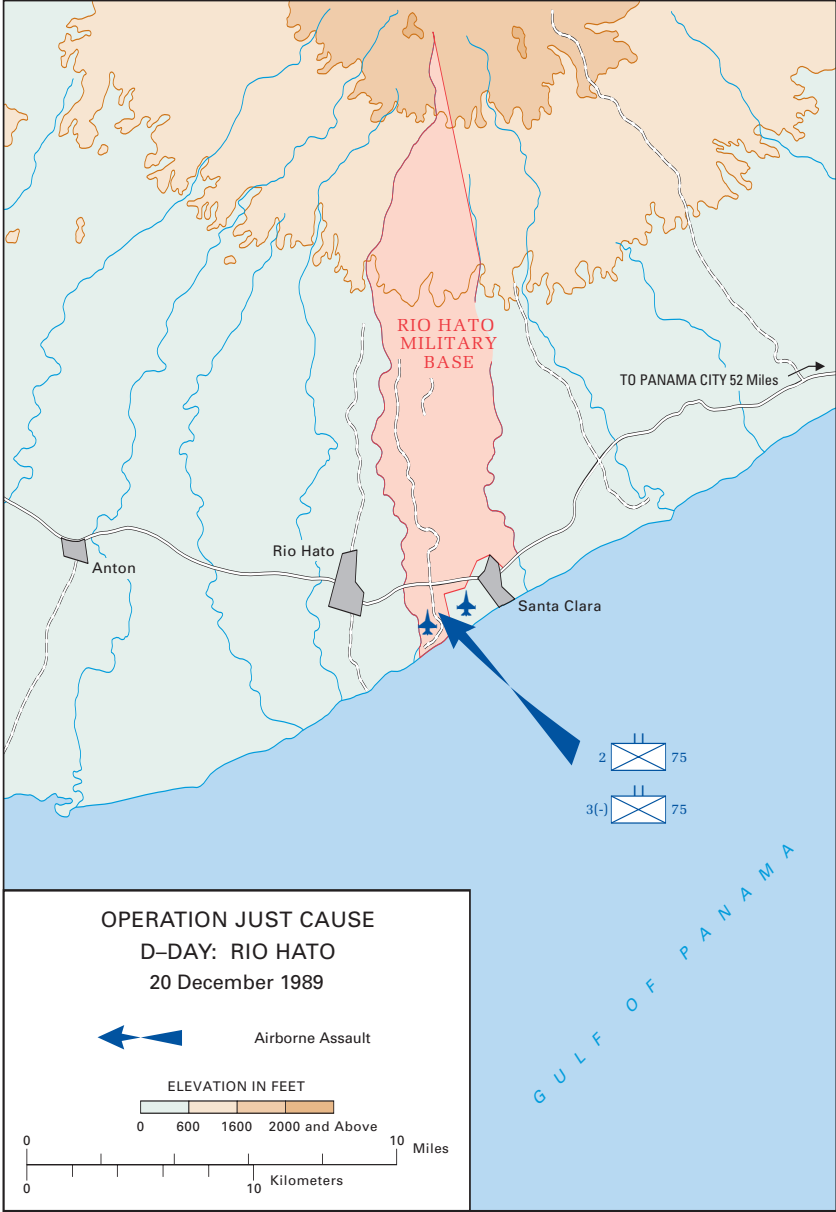 RIO HATO
MILITARY
BASE
TO PANAMA CITY 52 Miles
Rio Hato
Anton
Santa Clara
2 75
3(-) 75
GULF OF PANAMA
OPERATION JUST CAUSE
D–DAY: RIO HATO
20 December 1989
Airborne Assault
ELEVATION IN FEET
0 600 1600 2000 and Above
0 10 Miles
0 10 Kilometers